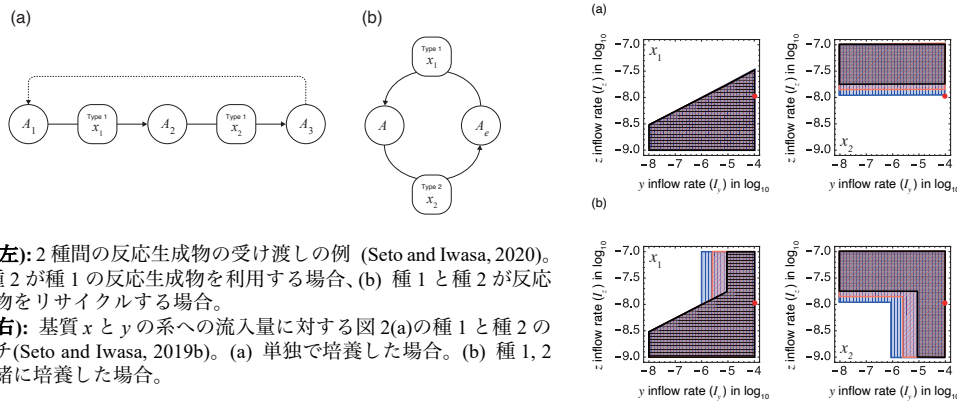 (a)
A1
Type 1
x1
A2
Type 1
x2
A3
(b)
Type 1
x1
A
Ae
Type 2
x2
左): 2 種間の反応生成物の受け渡しの例 (Seto and Iwasa, 2020)。
種 2 が種 1 の反応生成物を利用する場合、(b) 種 1 と種 2 が反応
物をリサイクルする場合。
右): 基質 x と y の系への流入量に対する図 2(a)の種 1 と種 2 の
チ(Seto and Iwasa, 2019b)。(a) 単独で培養した場合。(b) 種 1, 2
緒に培養した場合。
(a)
z inflow rate (Iz) in log10
−7.0
−7.5
−8.0
−8.5
−9.0
x1
−8 −7 −6 −5 −4
y inflow rate (Iy) in log10
z inflow rate (Iz) in log10
−7.0
−7.5
−8.0
−8.5
−9.0
x2
−8 −7 −6 −5 −4
y inflow rate (Iy) in log10
(b)
z inflow rate (Iz) in log10
−7.0
−7.5
−8.0
−8.5
−9.0
x1
−8 −7 −6 −5 −4
y inflow rate (Iy) in log10
z inflow rate (Iz) in log10
−7.0
−7.5
−8.0
−8.5
−9.0
x2
−8 −7 −6 −5 −4
y inflow rate (Iy) in log10